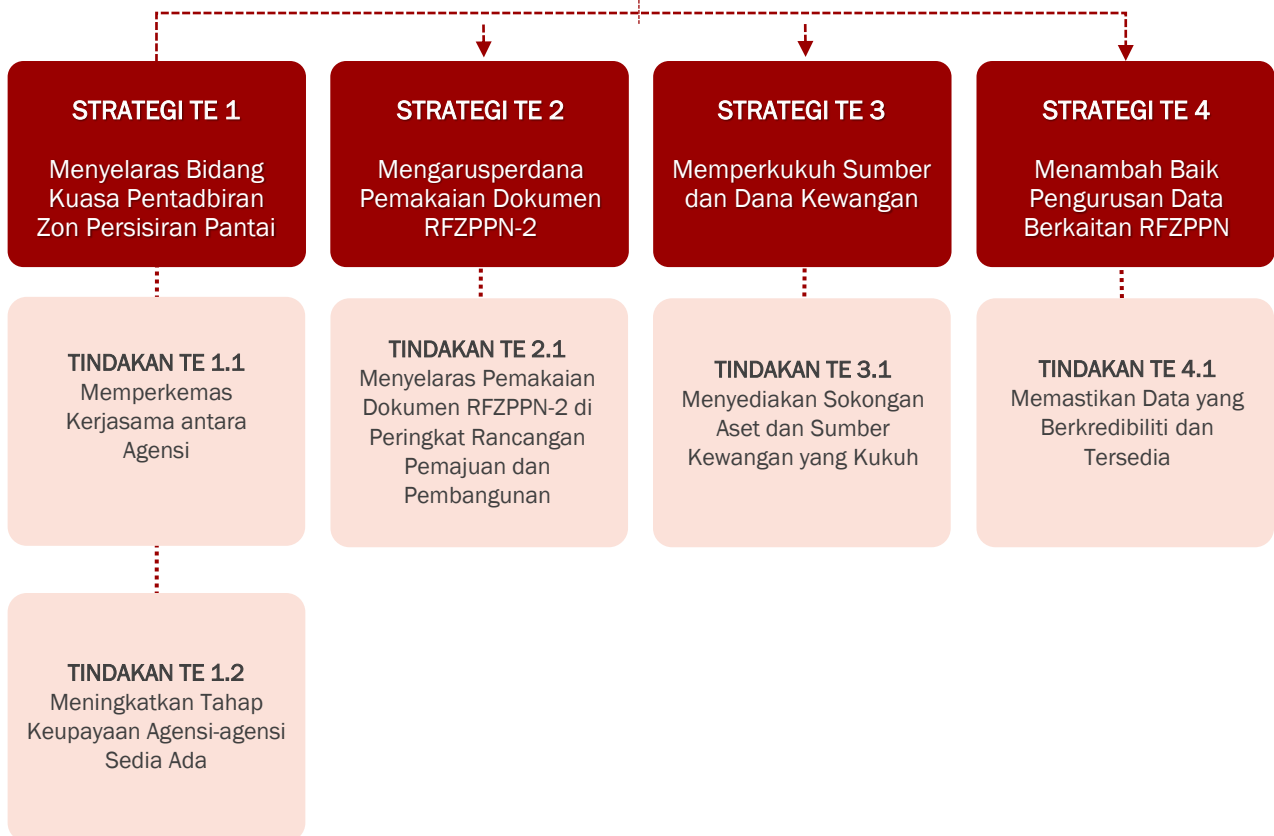 STRATEGI TE 1
Menyelaras Bidang
Kuasa Pentadbiran
Zon Persisiran Pantai
STRATEGI TE 2
Mengarusperdana
Pemakaian Dokumen
RFZPPN-2
STRATEGI TE 3
Memperkukuh Sumber
dan Dana Kewangan
STRATEGI TE 4
Menambah Baik
Pengurusan Data
Berkaitan RFZPPN
TINDAKAN TE 1.1
Memperkemas
Kerjasama antara
Agensi
TINDAKAN TE 2.1
Menyelaras Pemakaian
Dokumen RFZPPN-2 di
Peringkat Rancangan
Pemajuan dan
Pembangunan
TINDAKAN TE 3.1
Menyediakan Sokongan
Aset dan Sumber
Kewangan yang Kukuh
TINDAKAN TE 4.1
Memastikan Data yang
Berkredibiliti dan
Tersedia
TINDAKAN TE 1.2
Meningkatkan Tahap
Keupayaan Agensi-agensi
Sedia Ada